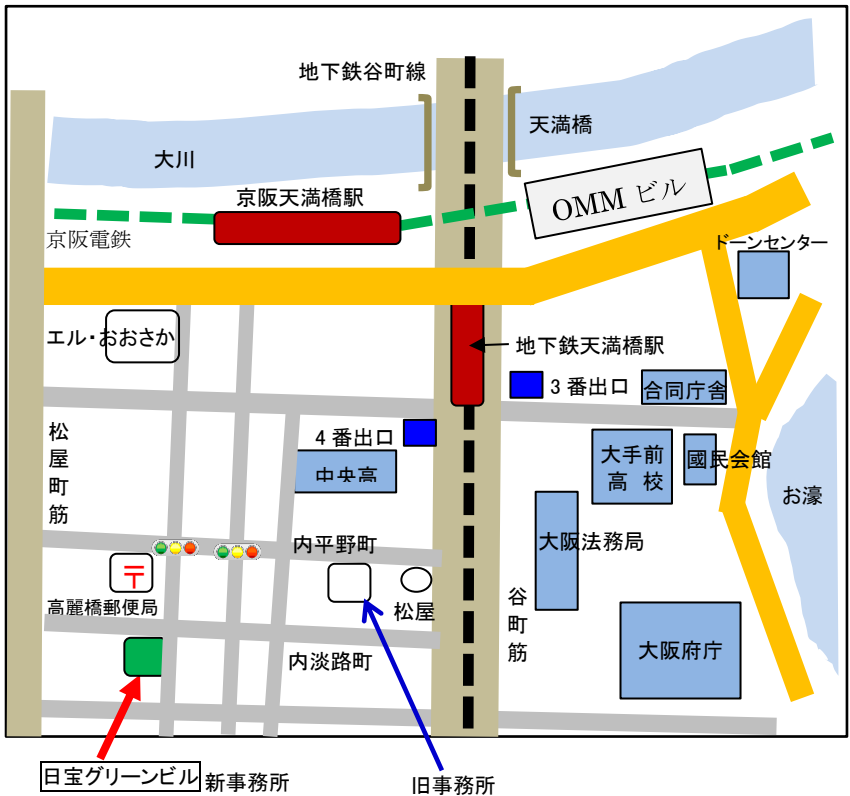 地下鉄谷町線
天満橋
大川
京阪天満橋駅
OMM ビル
京阪電鉄
ドーンセンター
エル・おおさか
地下鉄天満橋駅
3 番出口
合同庁舎
松屋町筋
4 番出口
中央高
大手前
高 校
國民会館
お濠
大阪法務局
内平野町
〒
高麗橋郵便局
松屋
谷町筋
内淡路町
大阪府庁
日宝グリーンビル 新事務所
旧事務所